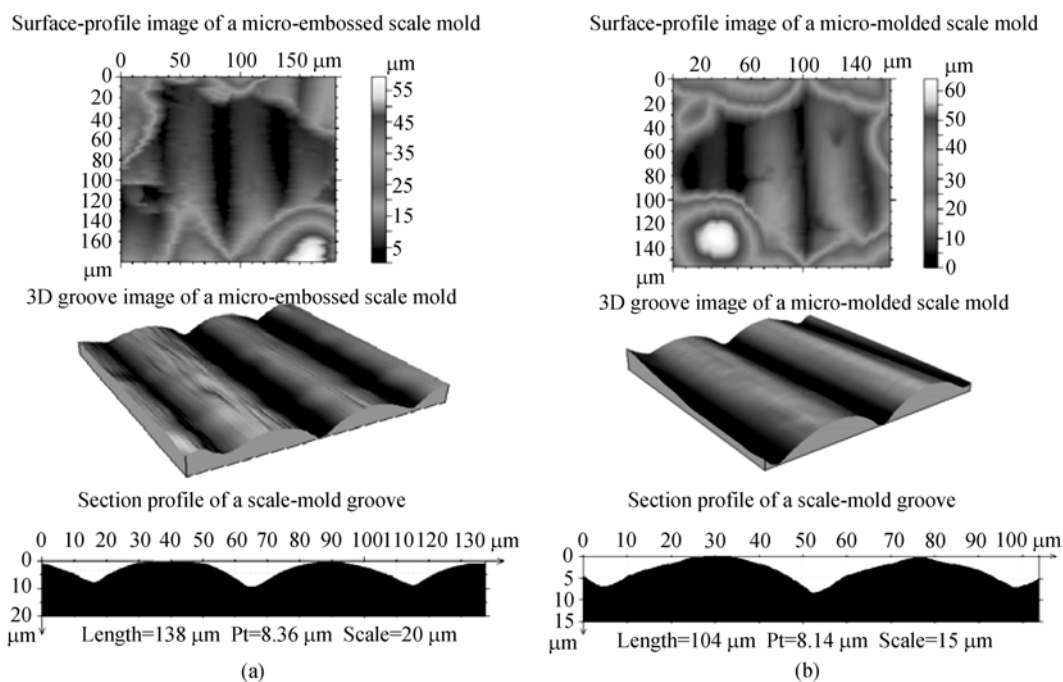 Surface-profile image of a micro-embossed scale mold
0 50 100 150 μm
0
20
40
60
80
100
120
140
160
μm
μm
55
45
35
25
15
5
3D groove image of a micro-embossed scale mold
Section profile of a scale-mold groove
0 10 20 30 40 50 60 70 80 90 100 110 120 130 μm
0
10
20
μm
Length=138 μm Pt=8.36 μm Scale=20 μm
(a)
Surface-profile image of a micro-molded scale mold
20 60 100 140 μm
0
20
40
60
80
100
120
140
μm
μm
60
50
40
30
20
10
0
3D groove image of a micro-molded scale mold
Section profile of a scale-mold groove
0 10 20 30 40 50 60 70 80 90 100 μm
0
5
10
15
μm
Length=104 μm Pt=8.14 μm Scale=15 μm
(b)